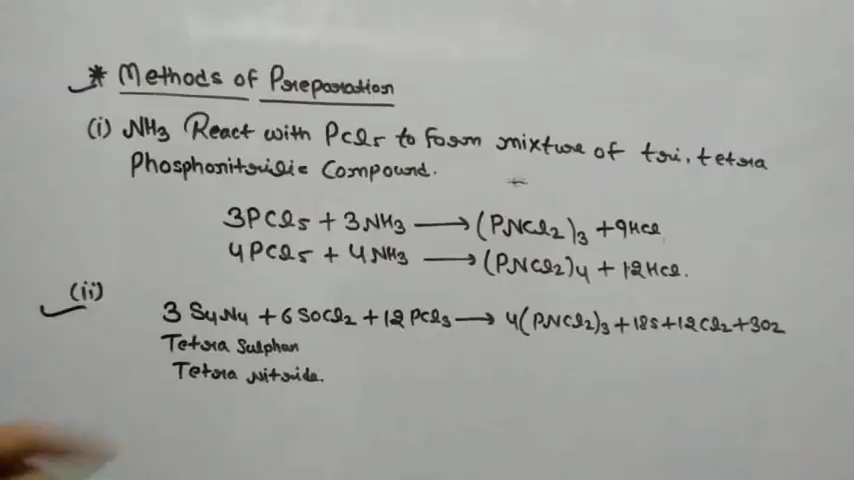 * Methods of Preparation
(i) NH3 React with PCl5 to form mixture of tri, tetra
Phosphonitrilic Compound.
3PCl5 + 3NH3 ⟶ (PNCl2)3 + 9HCl
4PCl5 + 4NH3 ⟶ (PNCl2)4 + 12HCl.
(ii)
3 S4N4 + 6 SOCl2 + 12 PCl3 ⟶ 4(PNCl2)3 + 18S + 12Cl2 + 3O2
Tetra Sulphan
Tetra nitride.